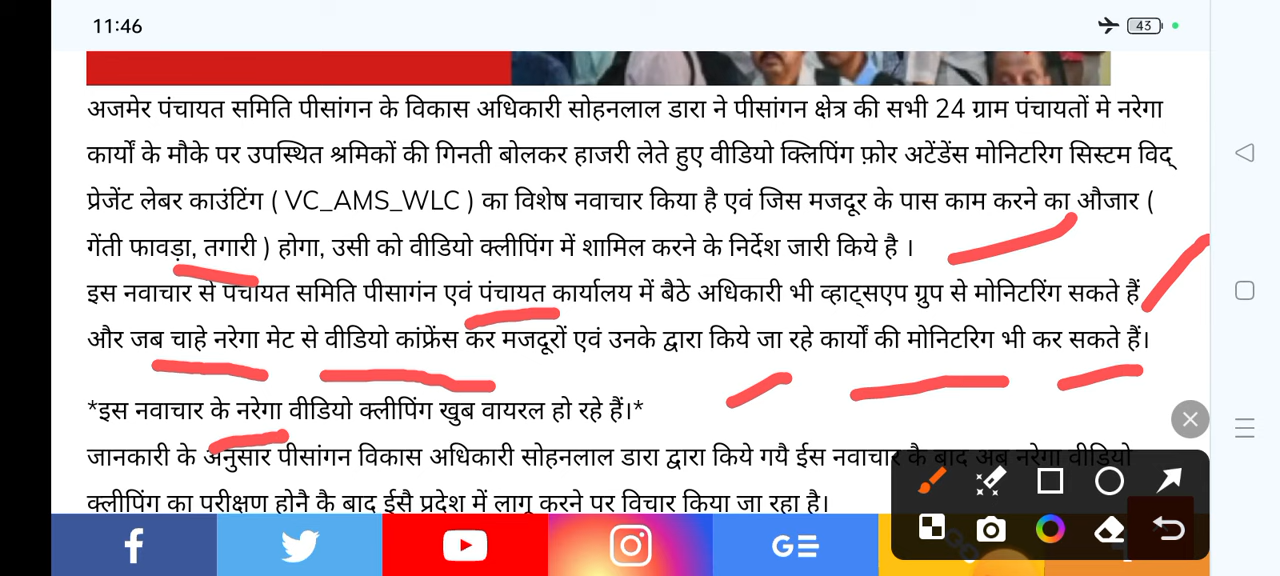 11:46
43
अजमेर पंचायत समिति पीसांगन के विकास अधिकारी सोहनलाल डारा ने पीसांगन क्षेत्र की सभी 24 ग्राम पंचायतों मे नरेगा
कार्यों के मौके पर उपस्थित श्रमिकों की गिनती बोलकर हाजरी लेते हुए वीडियो क्लिपिंग फ़ोर अटेंडेंस मोनिटरिग सिस्टम विद्
प्रेजेंट लेबर काउंटिंग ( VC_AMS_WLC ) का विशेष नवाचार किया है एवं जिस मजदूर के पास काम करने का औजार (
गेंती फावड़ा, तगारी ) होगा, उसी को वीडियो क्लीपिंग में शामिल करने के निर्देश जारी किये है ।
इस नवाचार से पंचायत समिति पीसागंन एवं पंचायत कार्यालय में बैठे अधिकारी भी व्हाट्सएप ग्रुप से मोनिटरिंग सकते हैं
और जब चाहे नरेगा मेट से वीडियो कांफ्रेंस कर मजदूरों एवं उनके द्वारा किये जा रहे कार्यों की मोनिटरिग भी कर सकते हैं।
*इस नवाचार के नरेगा वीडियो क्लीपिंग खुब वायरल हो रहे हैं।*
जानकारी के अनुसार पीसांगन विकास अधिकारी सोहनलाल डारा द्वारा किये गयै ईस नवाचार कै बाद अब नरेगा वीडियो
क्लीपिंग का परीक्षण होनै कै बाद ईसै प्रदेश में लागू करने पर विचार किया जा रहा है।